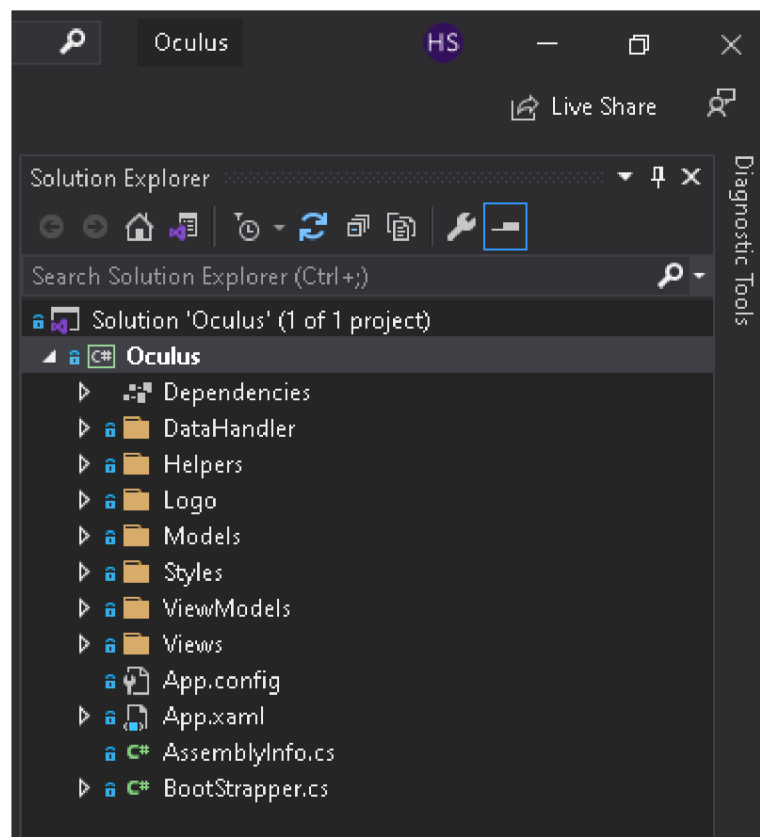 Oculus HS
Live Share
Solution Explorer
Search Solution Explorer (Ctrl+;)
Solution 'Oculus' (1 of 1 project)
C# Oculus
Dependencies
DataHandler
Helpers
Logo
Models
Styles
ViewModels
Views
App.config
App.xaml
C# AssemblyInfo.cs
C# BootStrapper.cs
Diagnostic Tools